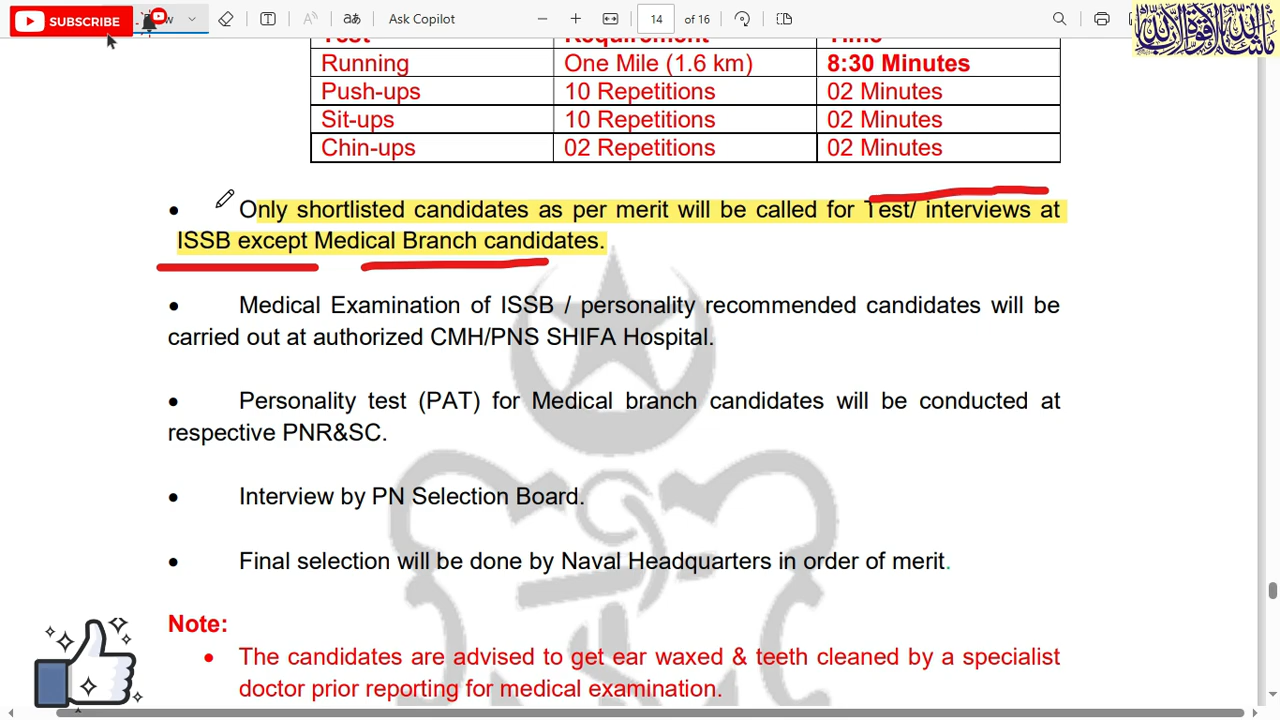 SUBSCRIBE
Ask Copilot
14 of 16
Running One Mile (1.6 km) 8:30 Minutes
Push-ups 10 Repetitions 02 Minutes
Sit-ups 10 Repetitions 02 Minutes
Chin-ups 02 Repetitions 02 Minutes
• Only shortlisted candidates as per merit will be called for Test/ interviews at
ISSB except Medical Branch candidates.
• Medical Examination of ISSB / personality recommended candidates will be
carried out at authorized CMH/PNS SHIFA Hospital.
• Personality test (PAT) for Medical branch candidates will be conducted at
respective PNR&SC.
• Interview by PN Selection Board.
• Final selection will be done by Naval Headquarters in order of merit.
Note:
• The candidates are advised to get ear waxed & teeth cleaned by a specialist
doctor prior reporting for medical examination.